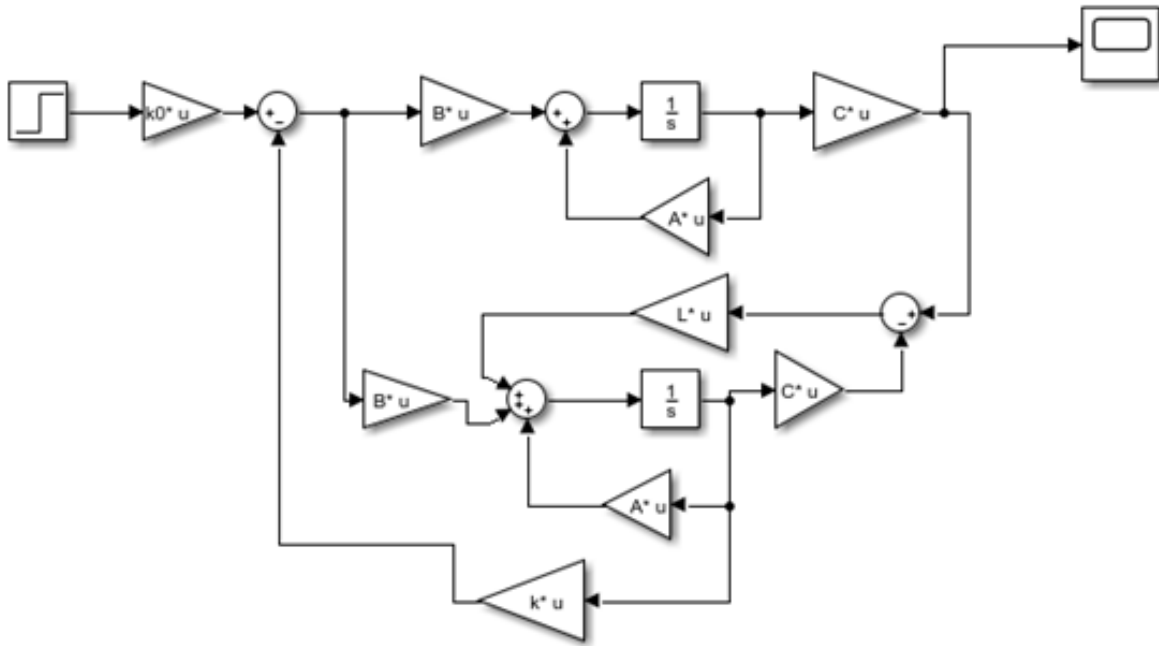 k0* u
+
−
B* u
+
+
1
s
C* u
A* u
L* u
+
−
B* u
+
+
+
1
s
C* u
A* u
k* u